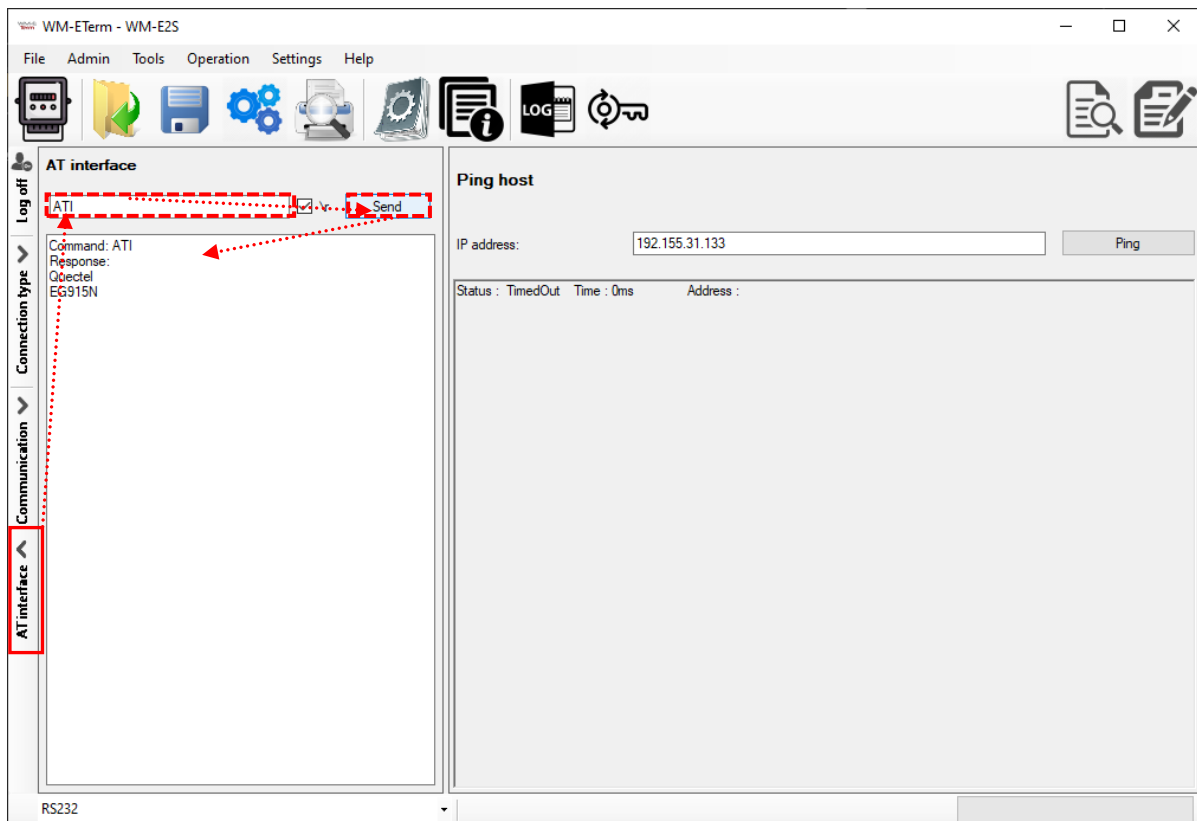 WM-ETerm - WM-E2S
File Admin Tools Operation Settings Help
LOG
Log off
Connection type
Communication
AT interface
AT interface
ATI
\r
Send
Command: ATI
Response:
Quectel
EG915N
Ping host
IP address:
192.155.31.133
Ping
Status : TimedOut Time : 0ms Address :
RS232